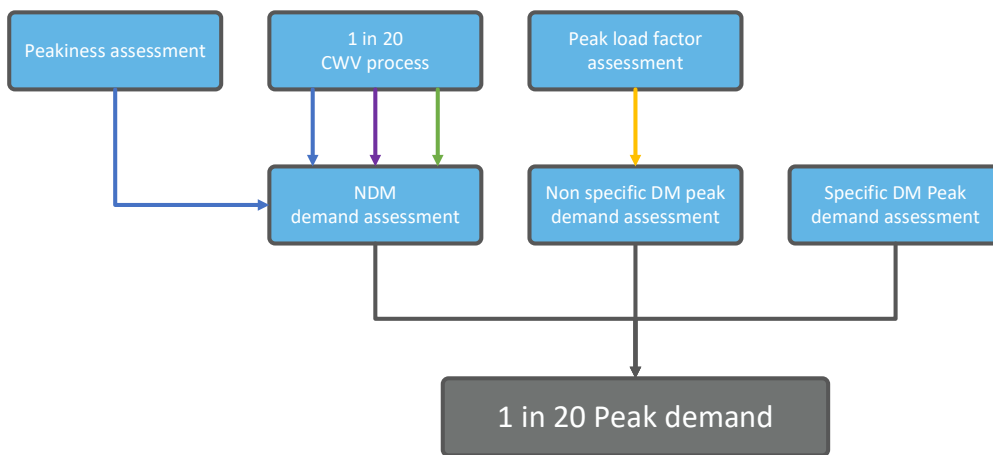 Peakiness assessment
1 in 20
CWV process
Peak load factor
assessment
NDM
demand assessment
Non specific DM peak
demand assessment
Specific DM Peak
demand assessment
1 in 20 Peak demand